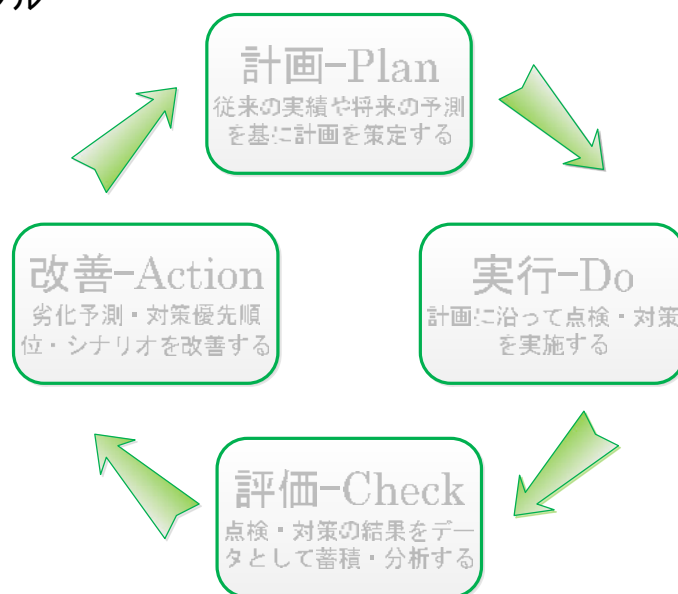 クル
計画-Plan
従来の実績や将来の予測
を基に計画を策定する
改善-Action
劣化予測・対策優先順
位・シナリオを改善する
実行-Do
計画に沿って点検・対策
を実施する
評価-Check
点検・対策の結果をデー
タとして蓄積・分析する